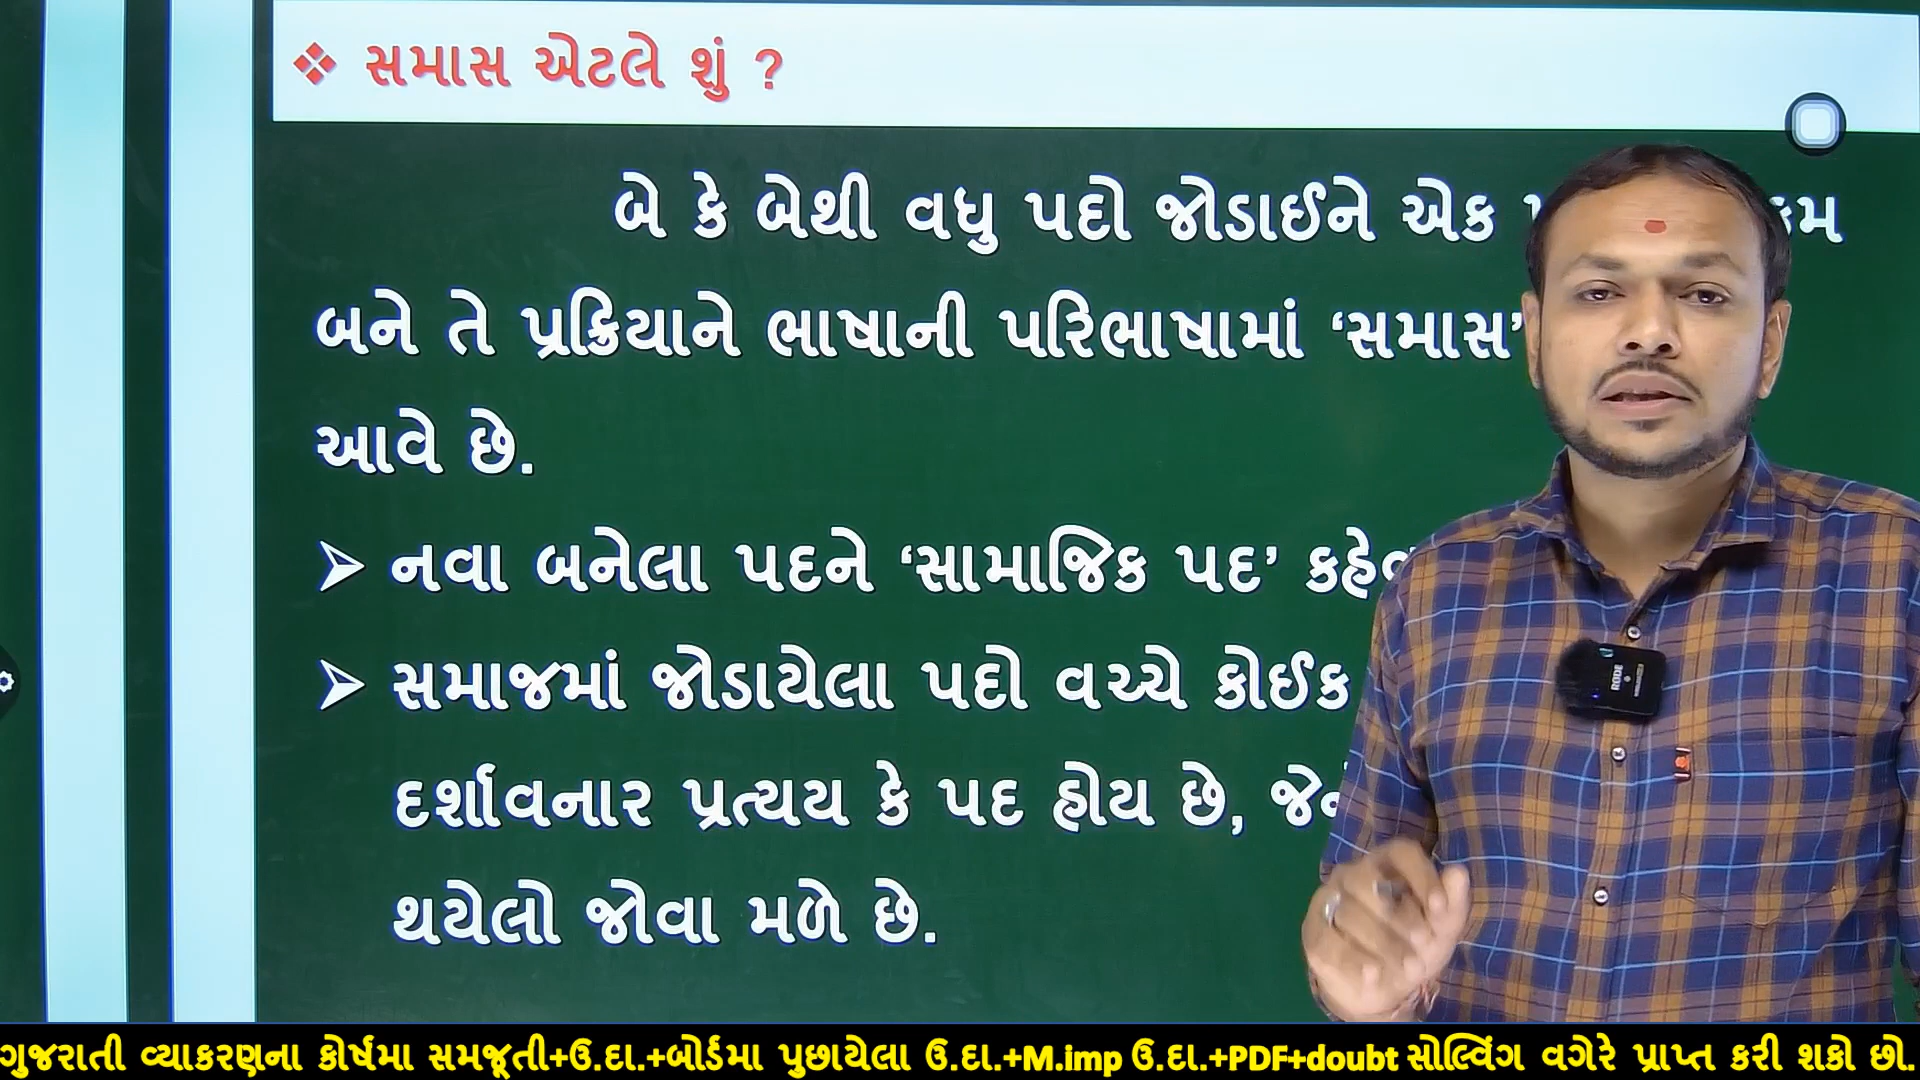 ❖ સમાસ એટલે શું ?
બે કે બેથી વધુ પદો જોડાઈને એક
બને તે પ્રક્રિયાને ભાષાની પરિભાષામાં ‘સમાસ’
આવે છે.
➢ નવા બનેલા પદને ‘સામાજિક પદ’
➢ સમાજમાં જોડાયેલા પદો વચ્ચે કોઈક
દર્શાવનાર પ્રત્યય કે પદ હોય છે,
થયેલો જોવા મળે છે.
RODE
ગુજરાતી વ્યાકરણના કોર્ષમા સમજૂતી+ઉ.દા.+બોર્ડમા પુછાયેલા ઉ.દા.+M.imp ઉ.દા.+PDF+doubt સોલ્વિંગ વગેરે પ્રાપ્ત કરી શકો છો.